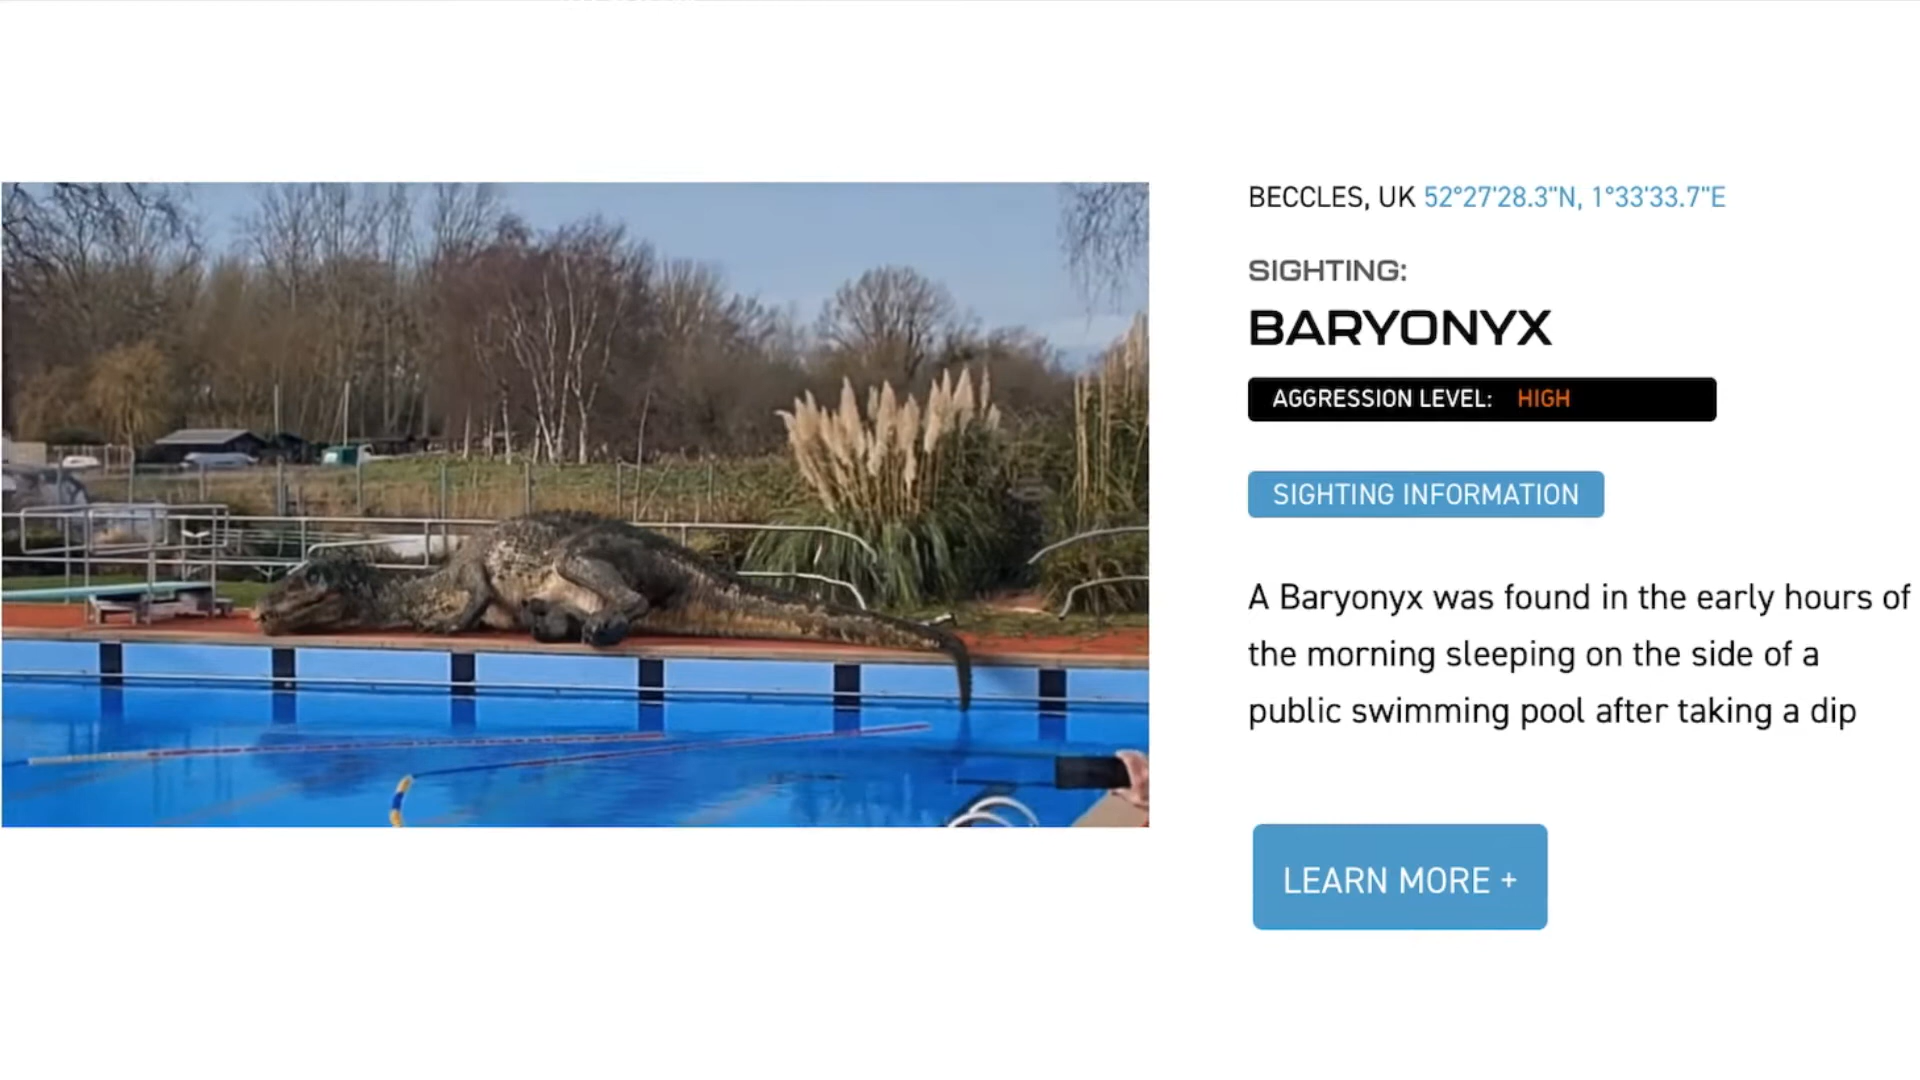 BECCLES, UK 52°27'28.3"N, 1°33'33.7"E
SIGHTING:
BARYONYX
AGGRESSION LEVEL: HIGH
SIGHTING INFORMATION
A Baryonyx was found in the early hours of
the morning sleeping on the side of a
public swimming pool after taking a dip
LEARN MORE +